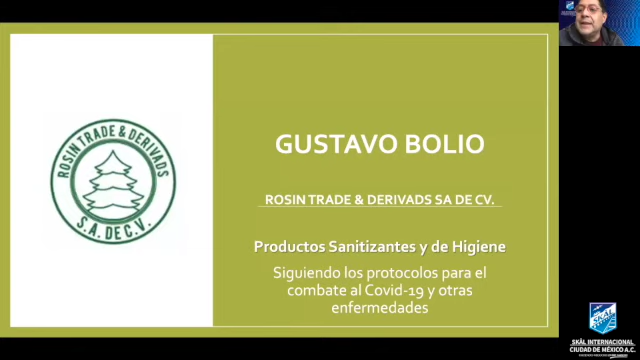 ROSIN TRADE & DERIVADS
S.A. DE C.V.
GUSTAVO BOLIO
ROSIN TRADE & DERIVADS SA DE CV.
Productos Sanitizantes y de Higiene
Siguiendo los protocolos para el
combate al Covid-19 y otras
enfermedades
SKÅL
SKÅL INTERNACIONAL
CIUDAD DE MÉXICO A.C.